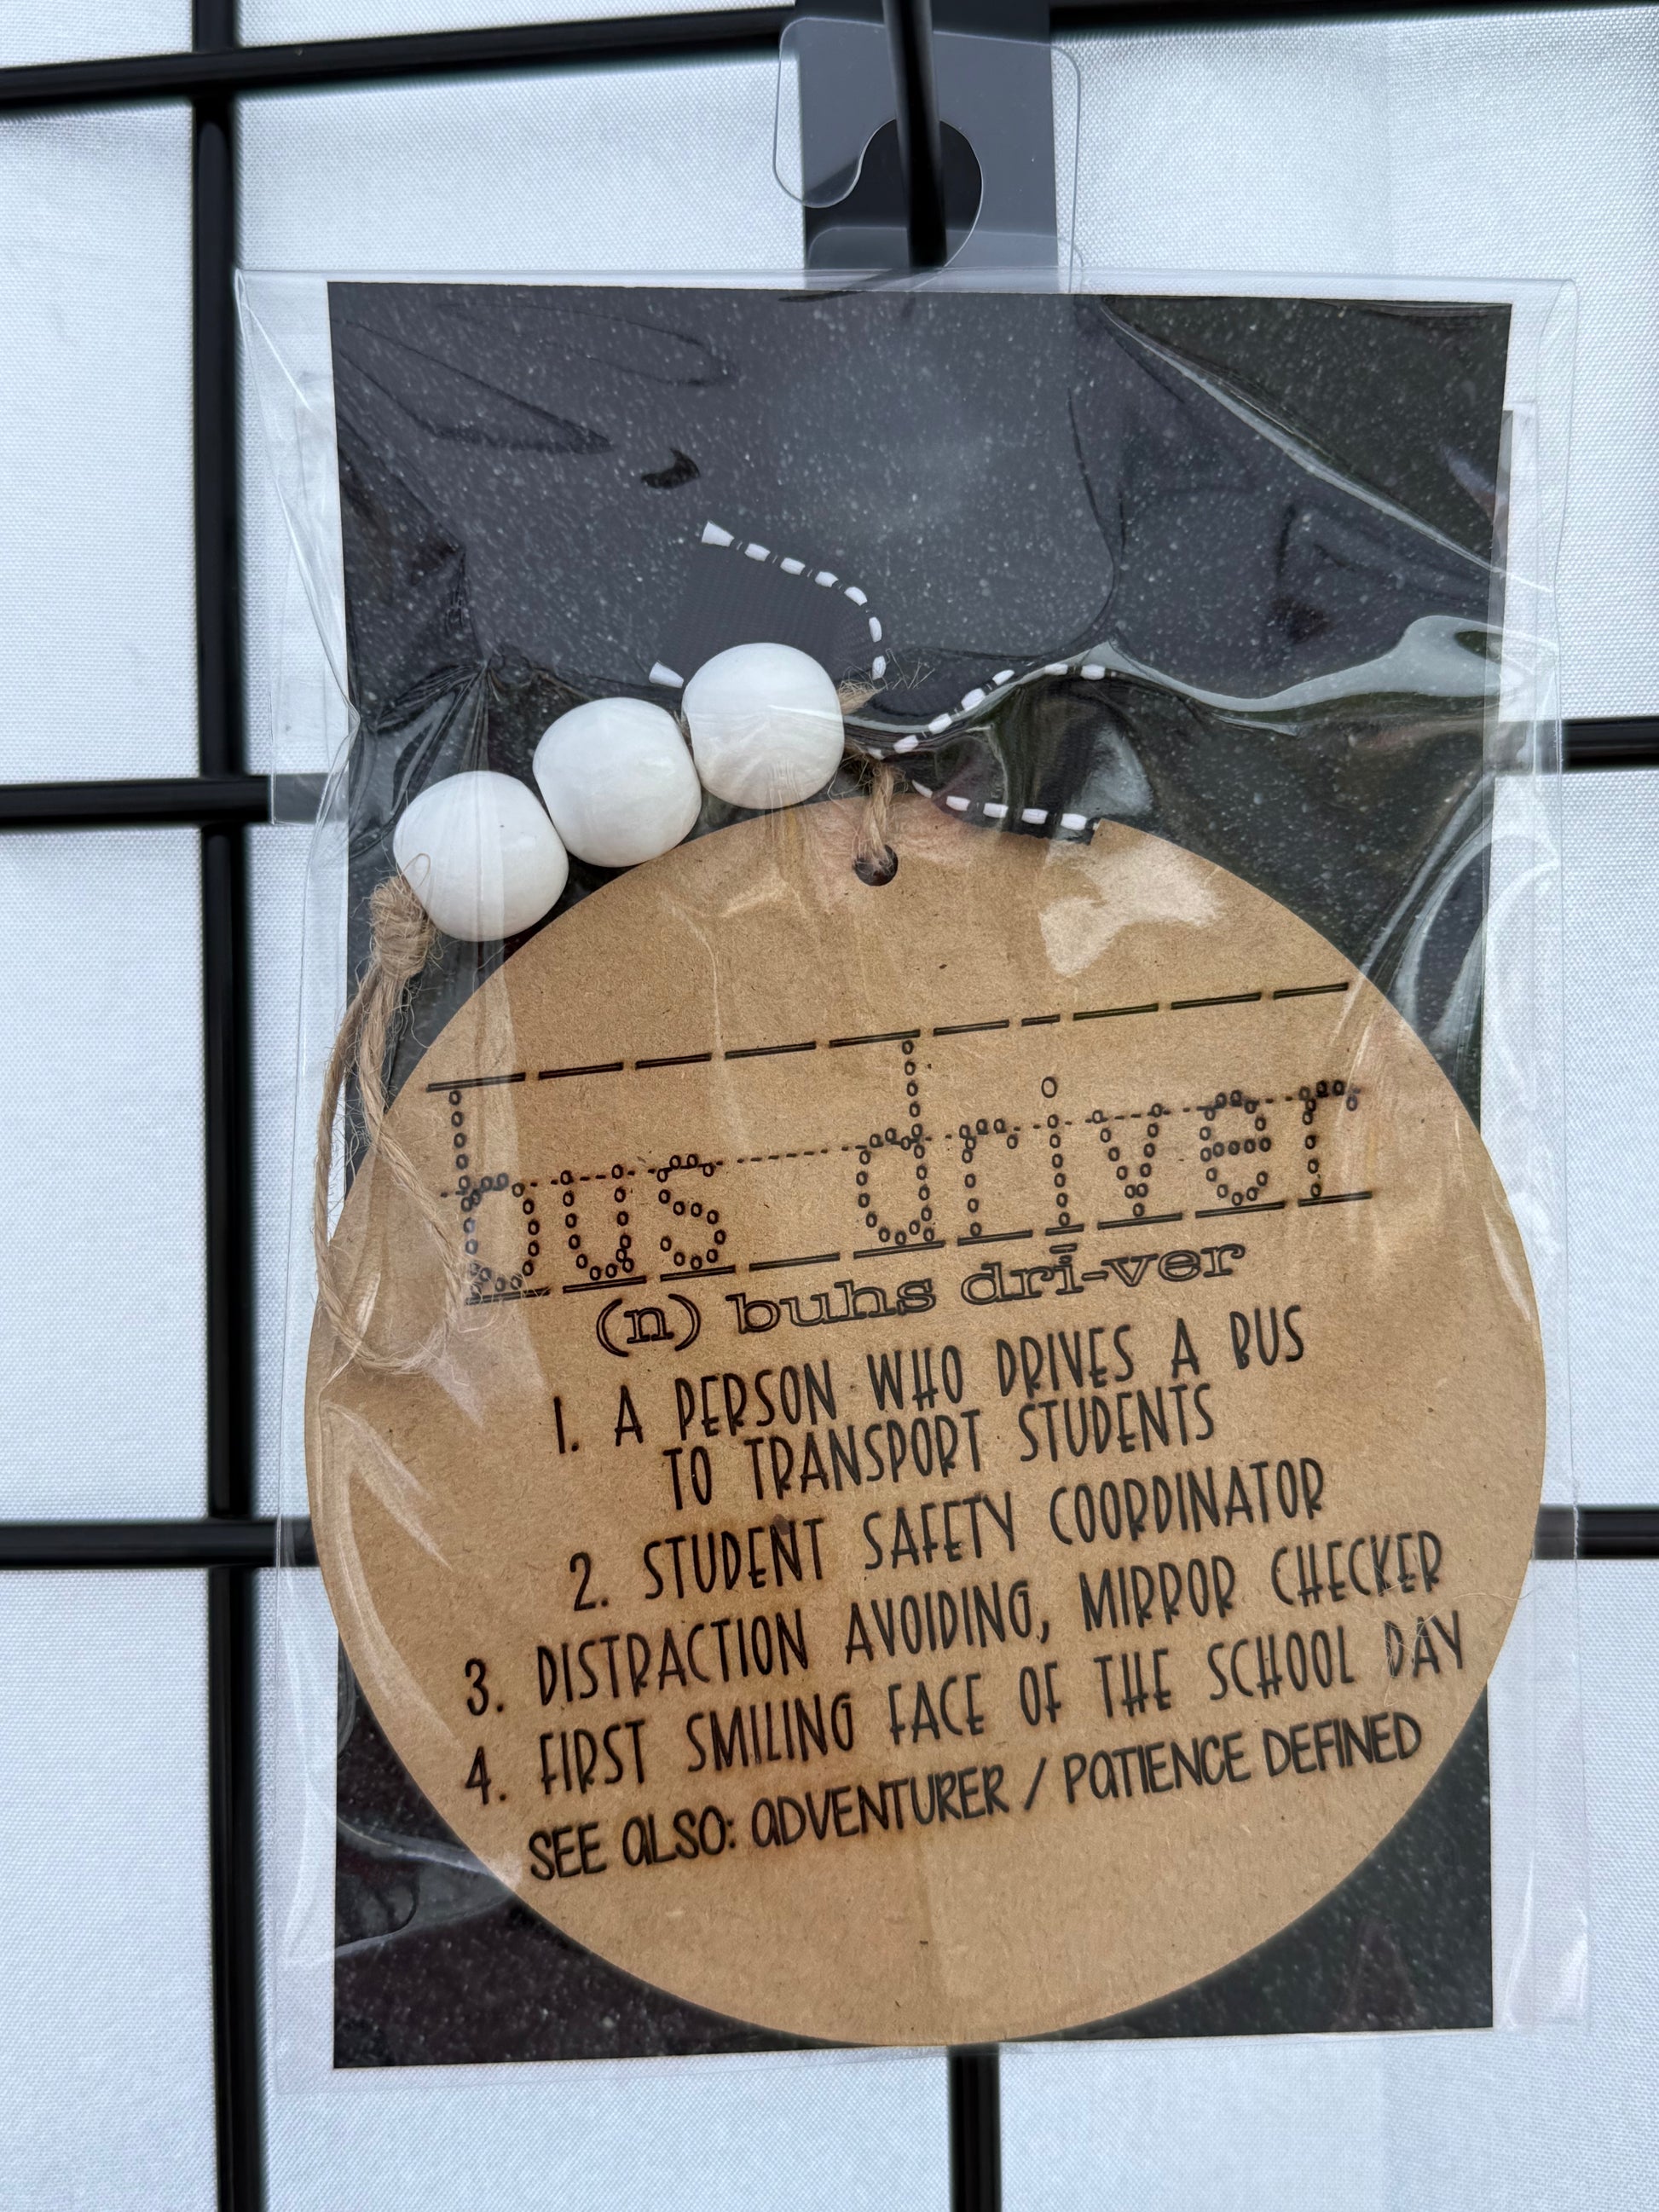 bus driver
(n) buhs drī-ver
1. A PERSON WHO DRIVES A BUS
TO TRANSPORT STUDENTS
2. STUDENT SAFETY COORDINATOR
3. DISTRACTION AVOIDING, MIRROR CHECKER
4. FIRST SMILING FACE OF THE SCHOOL DAY
SEE ALSO: ADVENTURER / PATIENCE DEFINED